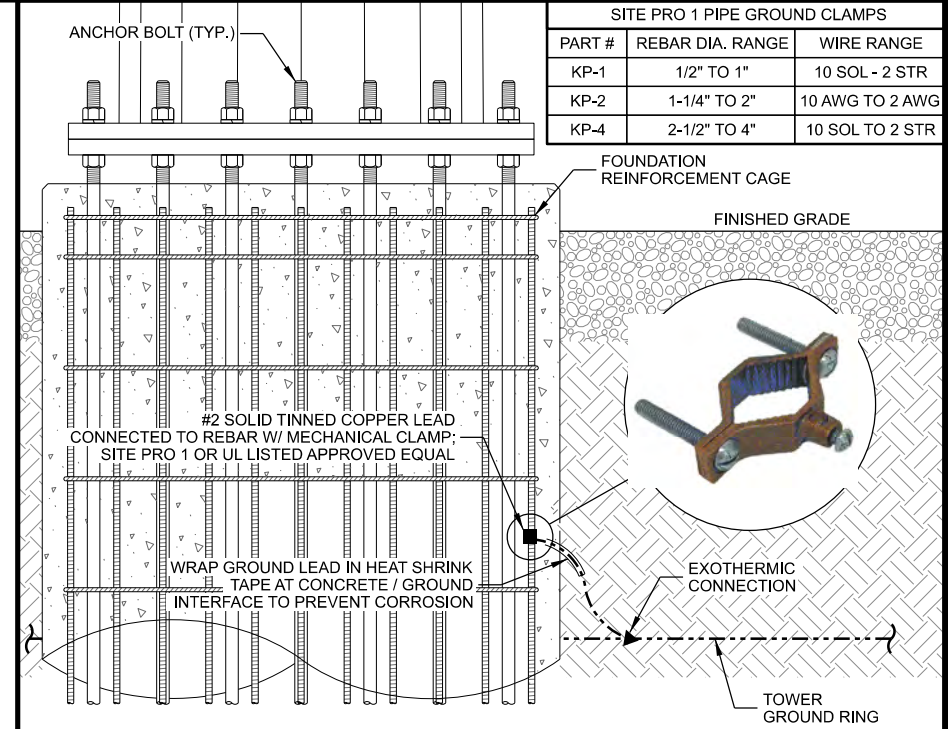 ANCHOR BOLT (TYP.)
SITE PRO 1 PIPE GROUND CLAMPS
PART # REBAR DIA. RANGE WIRE RANGE
KP-1 1/2" TO 1" 10 SOL - 2 STR
KP-2 1-1/4" TO 2" 10 AWG TO 2 AWG
KP-4 2-1/2" TO 4" 10 SOL TO 2 STR
FOUNDATION
REINFORCEMENT CAGE
FINISHED GRADE
#2 SOLID TINNED COPPER LEAD
CONNECTED TO REBAR W/ MECHANICAL CLAMP;
SITE PRO 1 OR UL LISTED APPROVED EQUAL
WRAP GROUND LEAD IN HEAT SHRINK
TAPE AT CONCRETE / GROUND
INTERFACE TO PREVENT CORROSION
EXOTHERMIC
CONNECTION
TOWER
GROUND RING